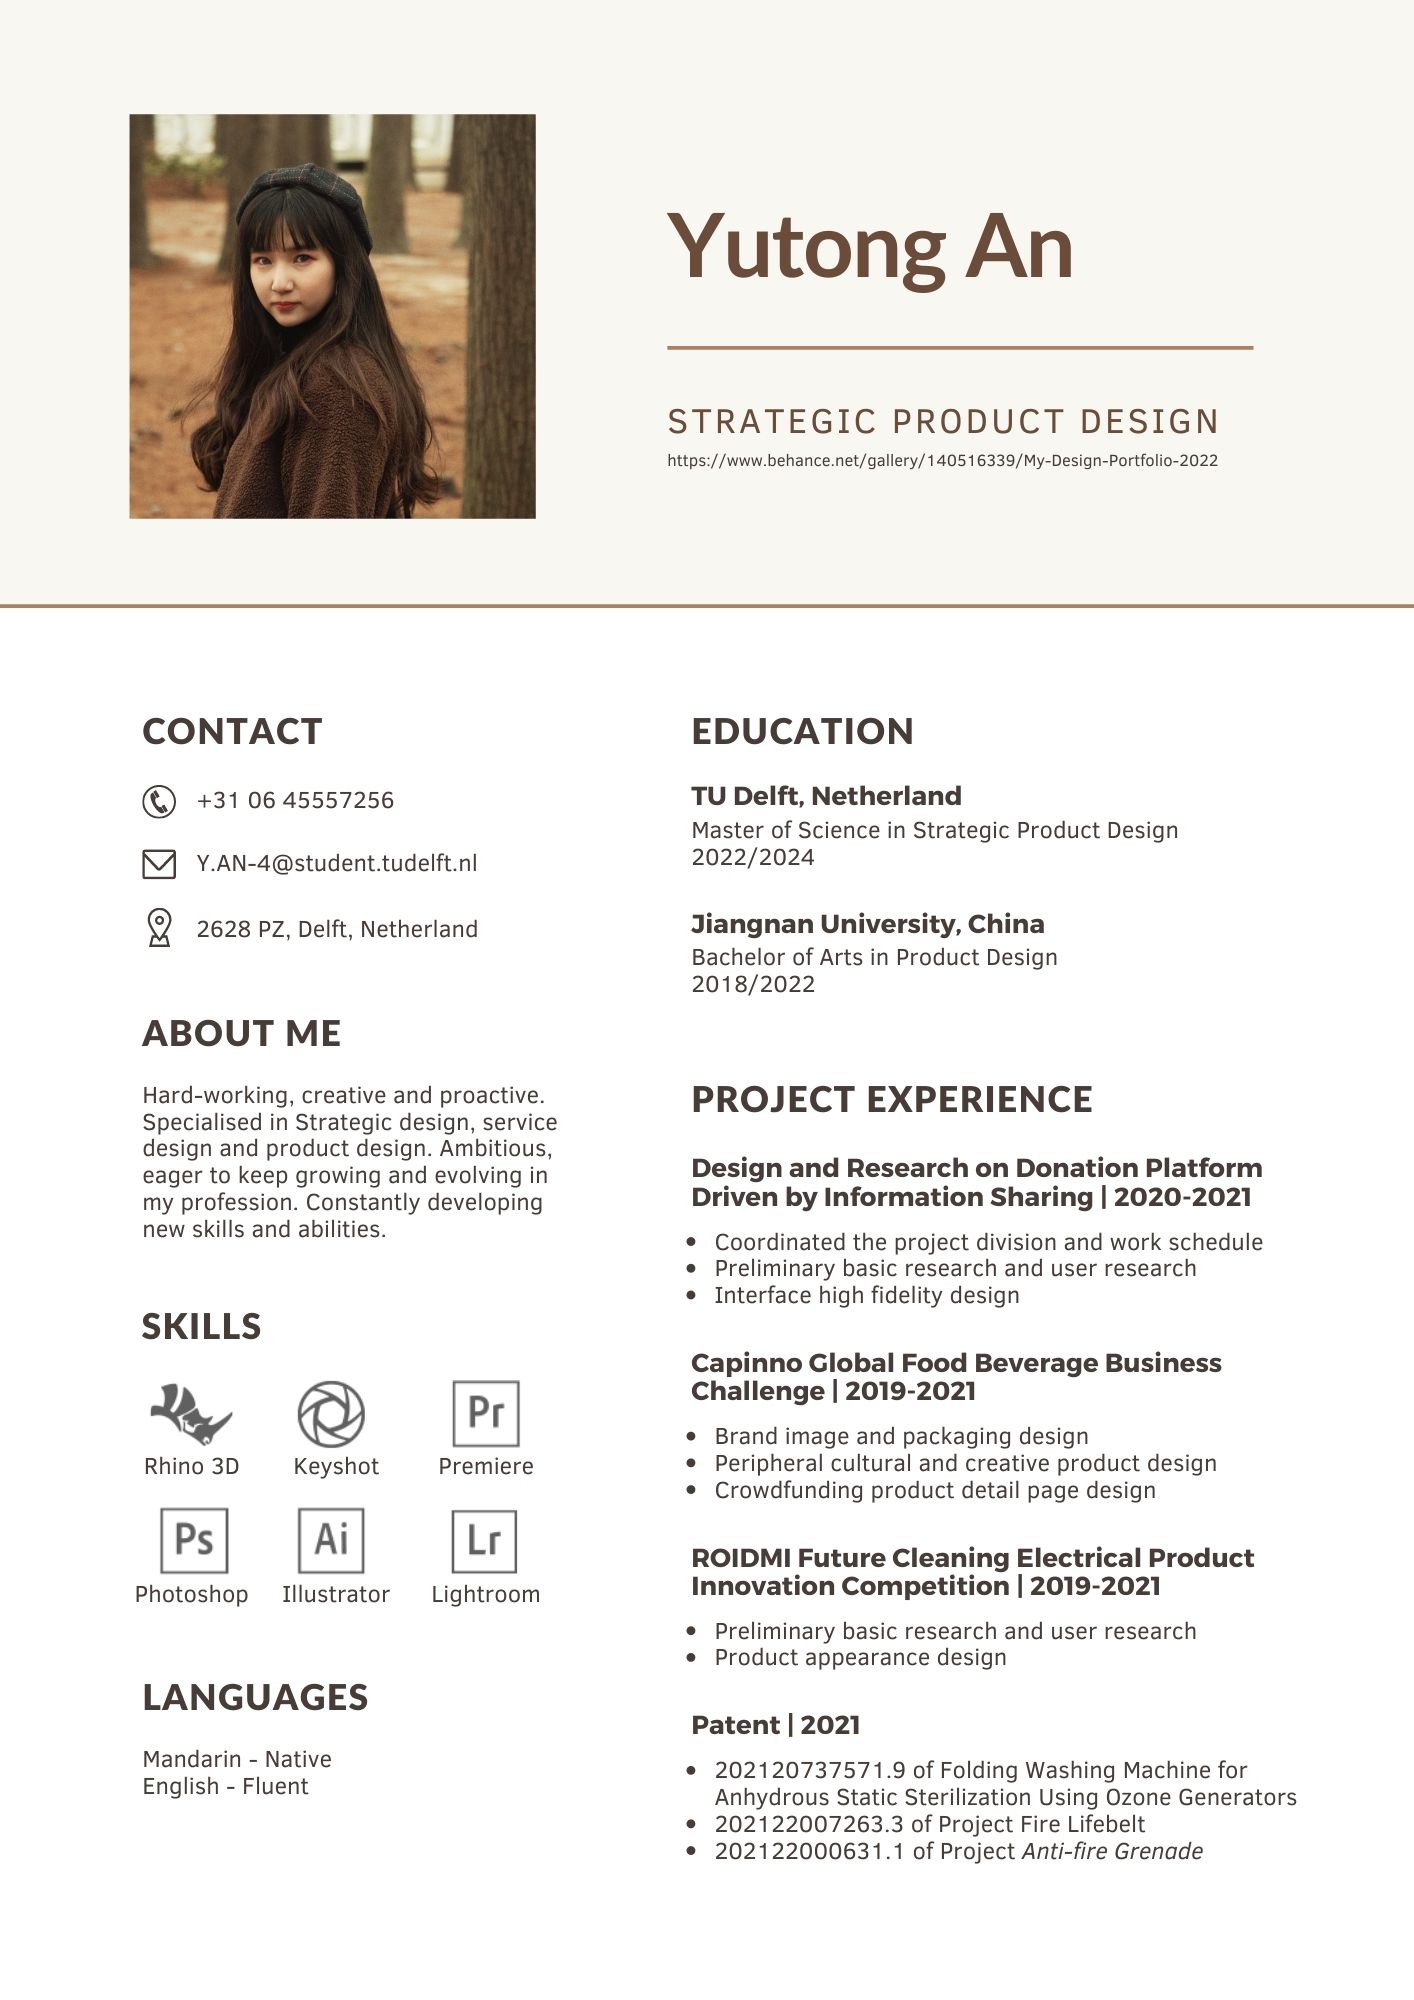 Yutong An
STRATEGIC PRODUCT DESIGN
https://www.behance.net/gallery/140516339/My-Design-Portfolio-2022
CONTACT
+31 06 45557256
Y.AN-4@student.tudelft.nl
2628 PZ, Delft, Netherland
ABOUT ME
Hard-working, creative and proactive.
Specialised in Strategic design, service
design and product design. Ambitious,
eager to keep growing and evolving in
my profession. Constantly developing
new skills and abilities.
SKILLS
Pr
Rhino 3D Keyshot Premiere
Ps Ai Lr
Photoshop Illustrator Lightroom
LANGUAGES
Mandarin - Native
English - Fluent
EDUCATION
TU Delft, Netherland
Master of Science in Strategic Product Design
2022/2024
Jiangnan University, China
Bachelor of Arts in Product Design
2018/2022
PROJECT EXPERIENCE
Design and Research on Donation Platform
Driven by Information Sharing | 2020-2021
• Coordinated the project division and work schedule
• Preliminary basic research and user research
• Interface high fidelity design
Capinno Global Food Beverage Business
Challenge | 2019-2021
• Brand image and packaging design
• Peripheral cultural and creative product design
• Crowdfunding product detail page design
ROIDMI Future Cleaning Electrical Product
Innovation Competition | 2019-2021
• Preliminary basic research and user research
• Product appearance design
Patent | 2021
• 202120737571.9 of Folding Washing Machine for
Anhydrous Static Sterilization Using Ozone Generators
• 202122007263.3 of Project Fire Lifebelt
• 202122000631.1 of Project Anti-fire Grenade